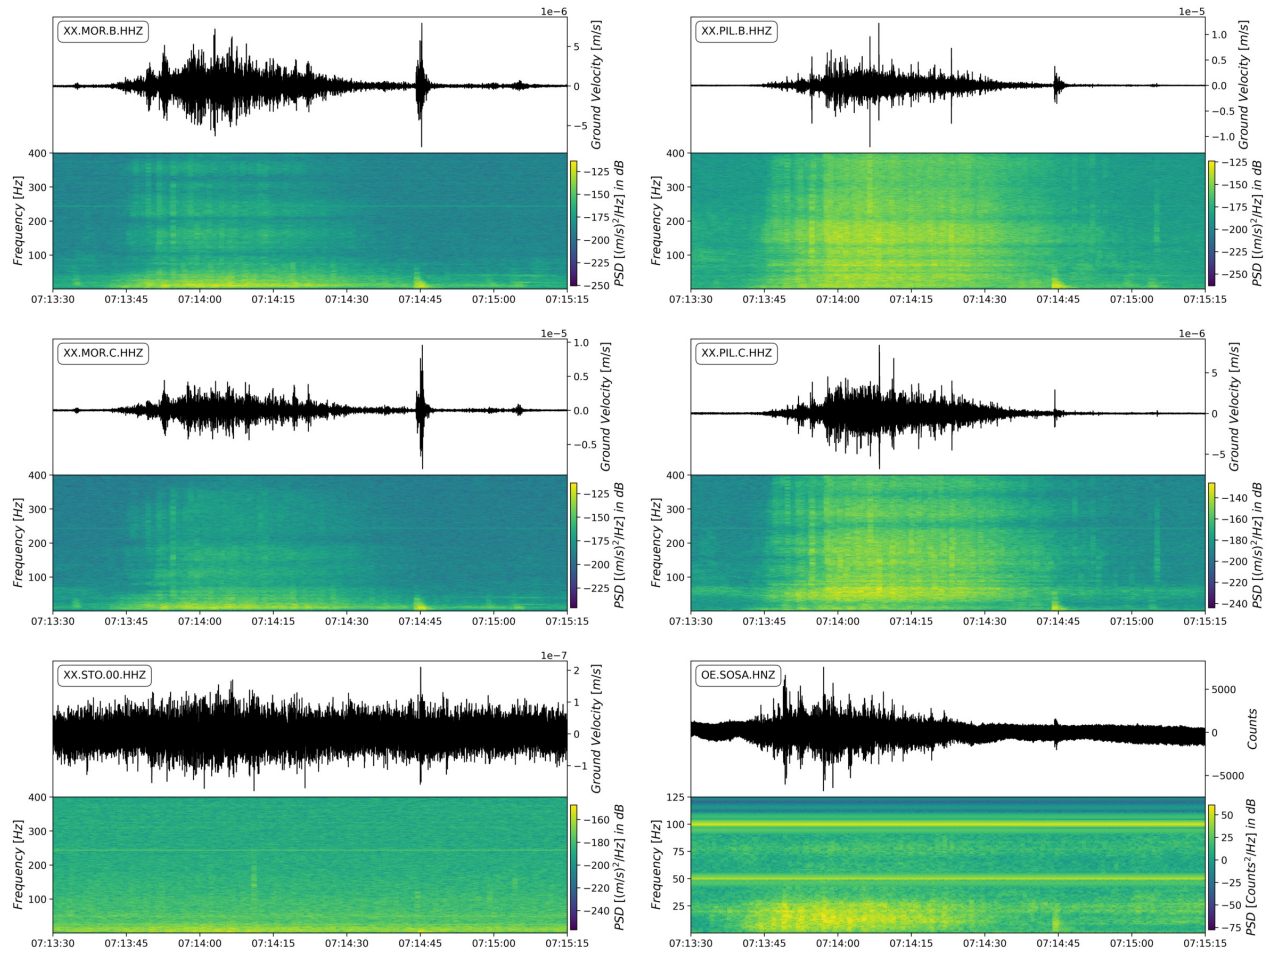 1e−6
XX.MOR.B.HHZ
5
0
−5
Ground Velocity [m/s]
400
300
200
100
Frequency [Hz]
−125
−150
−175
−200
−225
−250
PSD [(m/s)²/Hz] in dB
07:13:30 07:13:45 07:14:00 07:14:15 07:14:30 07:14:45 07:15:00 07:15:15
1e−5
XX.PIL.B.HHZ
1.0
0.5
0.0
−0.5
−1.0
Ground Velocity [m/s]
400
300
200
100
Frequency [Hz]
−125
−150
−175
−200
−225
−250
PSD [(m/s)²/Hz] in dB
07:13:30 07:13:45 07:14:00 07:14:15 07:14:30 07:14:45 07:15:00 07:15:15
1e−5
XX.MOR.C.HHZ
1.0
0.5
0.0
−0.5
Ground Velocity [m/s]
400
300
200
100
Frequency [Hz]
−125
−150
−175
−200
−225
PSD [(m/s)²/Hz] in dB
07:13:30 07:13:45 07:14:00 07:14:15 07:14:30 07:14:45 07:15:00 07:15:15
1e−6
XX.PIL.C.HHZ
5
0
−5
Ground Velocity [m/s]
400
300
200
100
Frequency [Hz]
−140
−160
−180
−200
−220
−240
PSD [(m/s)²/Hz] in dB
07:13:30 07:13:45 07:14:00 07:14:15 07:14:30 07:14:45 07:15:00 07:15:15
1e−7
XX.STO.00.HHZ
2
1
0
−1
Ground Velocity [m/s]
400
300
200
100
Frequency [Hz]
−160
−180
−200
−220
−240
PSD [(m/s)²/Hz] in dB
07:13:30 07:13:45 07:14:00 07:14:15 07:14:30 07:14:45 07:15:00 07:15:15
OE.SOSA.HNZ
5000
0
−5000
Counts
125
100
75
50
25
Frequency [Hz]
50
25
0
−25
−50
−75
PSD [Counts²/Hz] in dB
07:13:30 07:13:45 07:14:00 07:14:15 07:14:30 07:14:45 07:15:00 07:15:15